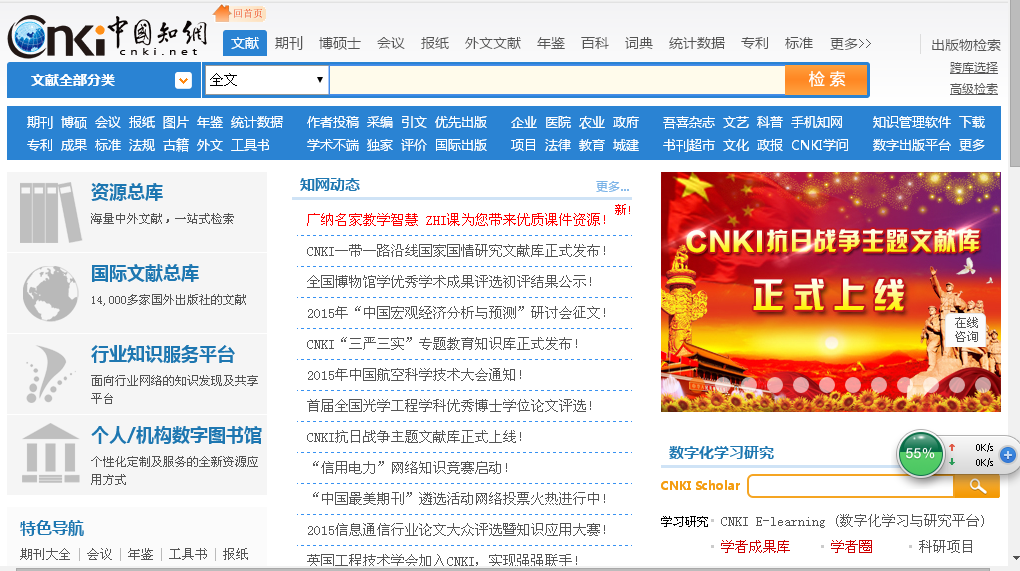 回首页
Cnki中國知網
cnki.net
文献 期刊 博硕士 会议 报纸 外文文献 年鉴 百科 词典 统计数据 专利 标准 更多>>
出版物检索
跨库选择
高级检索
文献全部分类 全文 检索
期刊 博硕 会议 报纸 图片 年鉴 统计数据 作者投稿 采编 引文 优先出版 企业 医院 农业 政府 吾喜杂志 文艺 科普 手机知网 知识管理软件 下载
专利 成果 标准 法规 古籍 外文 工具书 学术不端 独家 评价 国际出版 项目 法律 教育 城建 书刊超市 文化 政报 CNKI学问 数字出版平台 更多
资源总库
海量中外文献，一站式检索
国际文献总库
14,000多家国外出版社的文献
行业知识服务平台
面向行业网络的知识发现及共享
平台
个人/机构数字图书馆
个性化定制及服务的全新资源应
用方式
特色导航
期刊大全 | 会议 | 年鉴 | 工具书 | 报纸
知网动态 更多...
广纳名家教学智慧 ZHI课为您带来优质课件资源! 新!
CNKI一带一路沿线国家国情研究文献库正式发布!
全国博物馆学优秀学术成果评选初评结果公示!
2015年“中国宏观经济分析与预测”研讨会征文!
CNKI“三严三实”专题教育知识库正式发布!
2015年中国航空科学技术大会通知!
首届全国光学工程学科优秀博士学位论文评选!
CNKI抗日战争主题文献库正式上线!
“信用电力”网络知识竞赛启动!
“中国最美期刊”遴选活动网络投票火热进行中!
2015信息通信行业论文大众评选暨知识应用大赛!
英国工程技术学会加入CNKI，实现强强联手!
CNKI抗日战争主题文献库
正式上线
在线
咨询
数字化学习研究
55%
0K/s
0K/s
CNKI Scholar
学习研究 CNKI E-learning (数字化学习与研究平台)
学者成果库 学者圈 科研项目